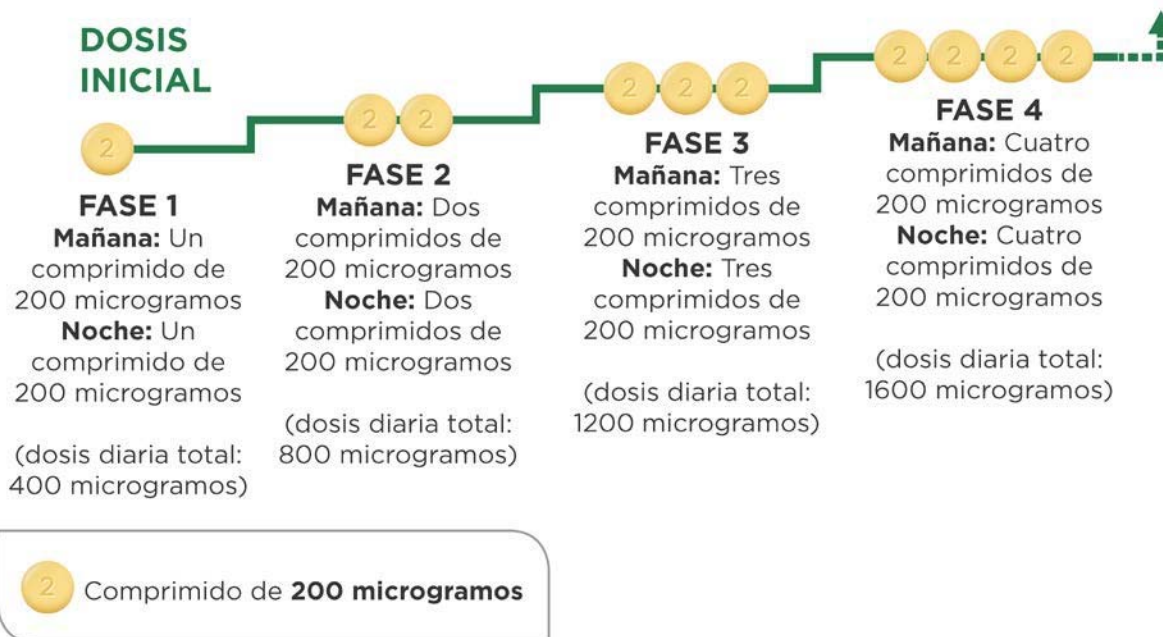 DOSIS
INICIAL
2
FASE 1
Mañana: Un
comprimido de
200 microgramos
Noche: Un
comprimido de
200 microgramos
(dosis diaria total:
400 microgramos)
2 2
FASE 2
Mañana: Dos
comprimidos de
200 microgramos
Noche: Dos
comprimidos de
200 microgramos
(dosis diaria total:
800 microgramos)
2 2 2
FASE 3
Mañana: Tres
comprimidos de
200 microgramos
Noche: Tres
comprimidos de
200 microgramos
(dosis diaria total:
1200 microgramos)
2 2 2 2
FASE 4
Mañana: Cuatro
comprimidos de
200 microgramos
Noche: Cuatro
comprimidos de
200 microgramos
(dosis diaria total:
1600 microgramos)
2 Comprimido de 200 microgramos